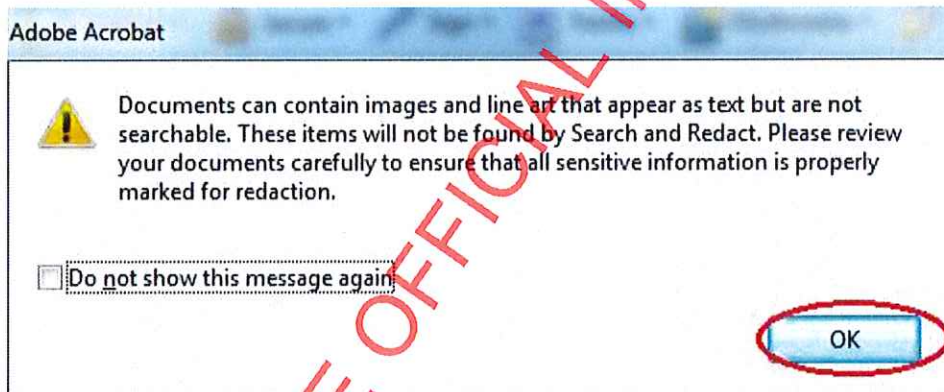 Adobe Acrobat
Documents can contain images and line art that appear as text but are not
searchable. These items will not be found by Search and Redact. Please review
your documents carefully to ensure that all sensitive information is properly
marked for redaction.
Do not show this message again
OK
E OFFICIAL I